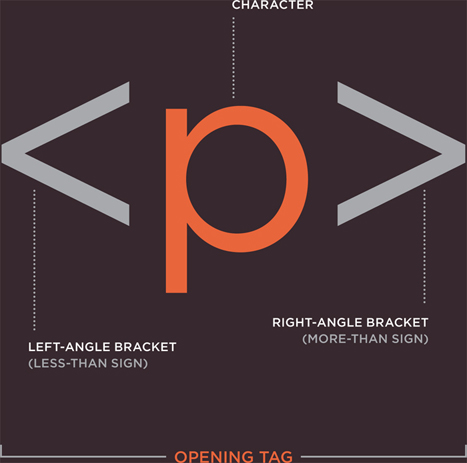 CHARACTER
<p>
LEFT-ANGLE BRACKET
(LESS-THAN SIGN)
RIGHT-ANGLE BRACKET
(MORE-THAN SIGN)
OPENING TAG